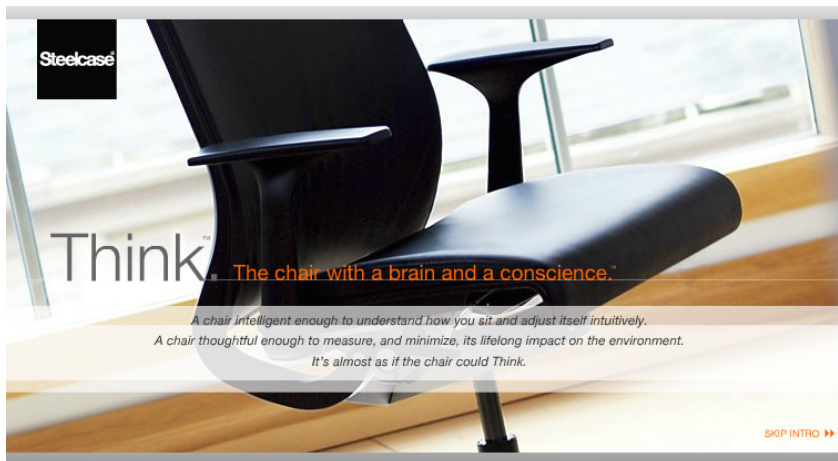 Steelcase®
Think.™
The chair with a brain and a conscience.™
A chair intelligent enough to understand how you sit and adjust itself intuitively.
A chair thoughtful enough to measure, and minimize, its lifelong impact on the environment.
It's almost as if the chair could Think.
SKIP INTRO